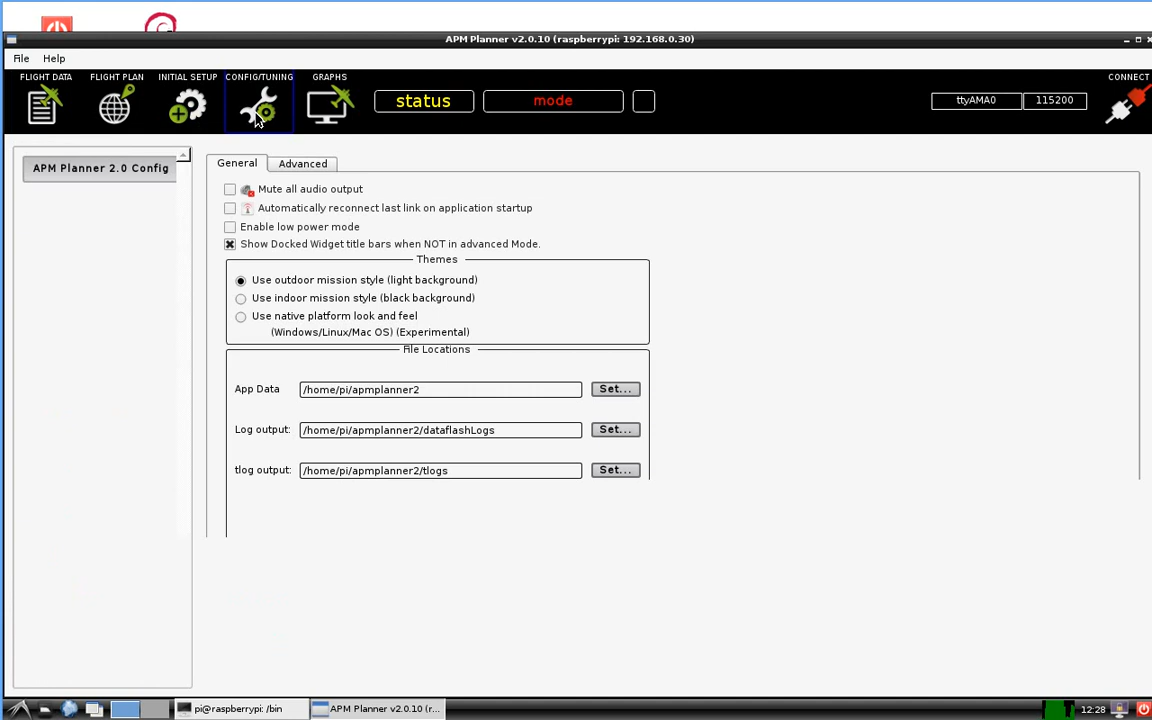 APM Planner v2.0.10 (raspberrypi: 192.168.0.30)
File Help
FLIGHT DATA FLIGHT PLAN INITIAL SETUP CONFIG/TUNING GRAPHS CONNECT
status mode ttyAMA0 115200
APM Planner 2.0 Config
General Advanced
Mute all audio output
Automatically reconnect last link on application startup
Enable low power mode
Show Docked Widget title bars when NOT in advanced Mode.
Themes
Use outdoor mission style (light background)
Use indoor mission style (black background)
Use native platform look and feel
(Windows/Linux/Mac OS) (Experimental)
File Locations
App Data /home/pi/apmplanner2 Set...
Log output: /home/pi/apmplanner2/dataflashLogs Set...
tlog output: /home/pi/apmplanner2/tlogs Set...
pi@raspberrypi: /bin APM Planner v2.0.10 (r... 12:28